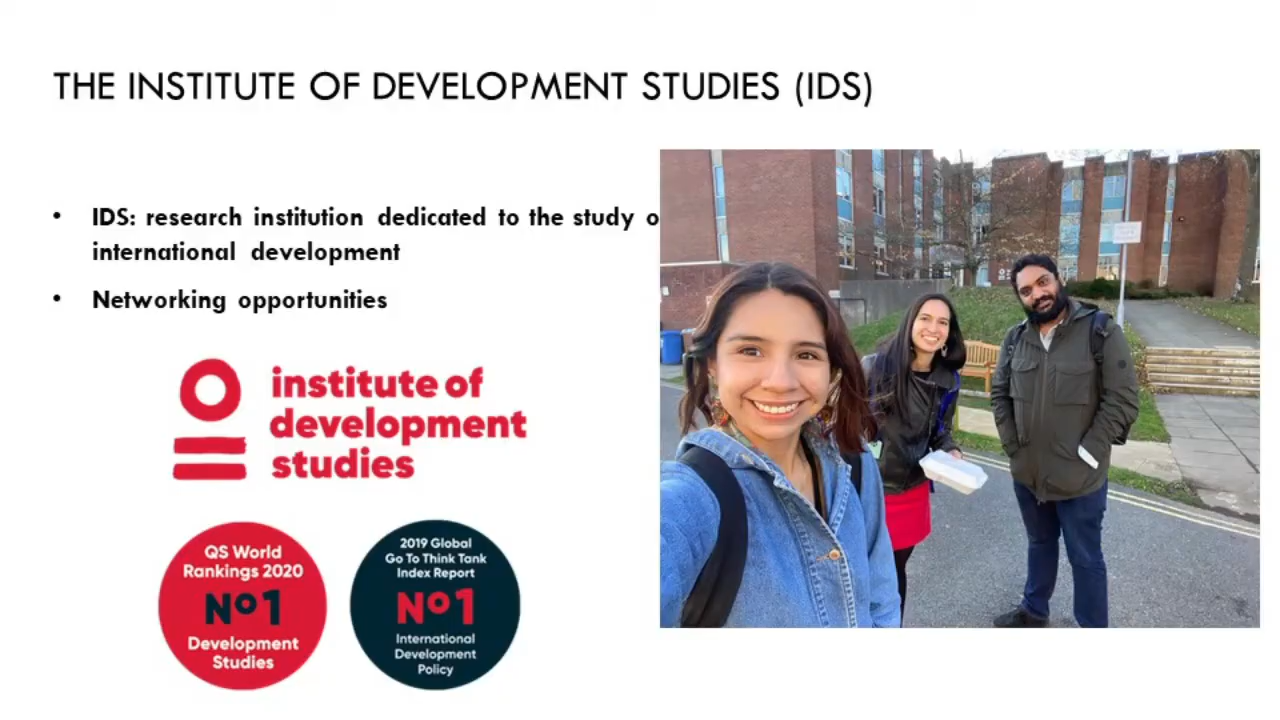 THE INSTITUTE OF DEVELOPMENT STUDIES (IDS)
• IDS: research institution dedicated to the study o
international development
• Networking opportunities
institute of
development
studies
QS World
Rankings 2020
Nº1
Development
Studies
2019 Global
Go To Think Tank
Index Report
Nº1
International
Development
Policy